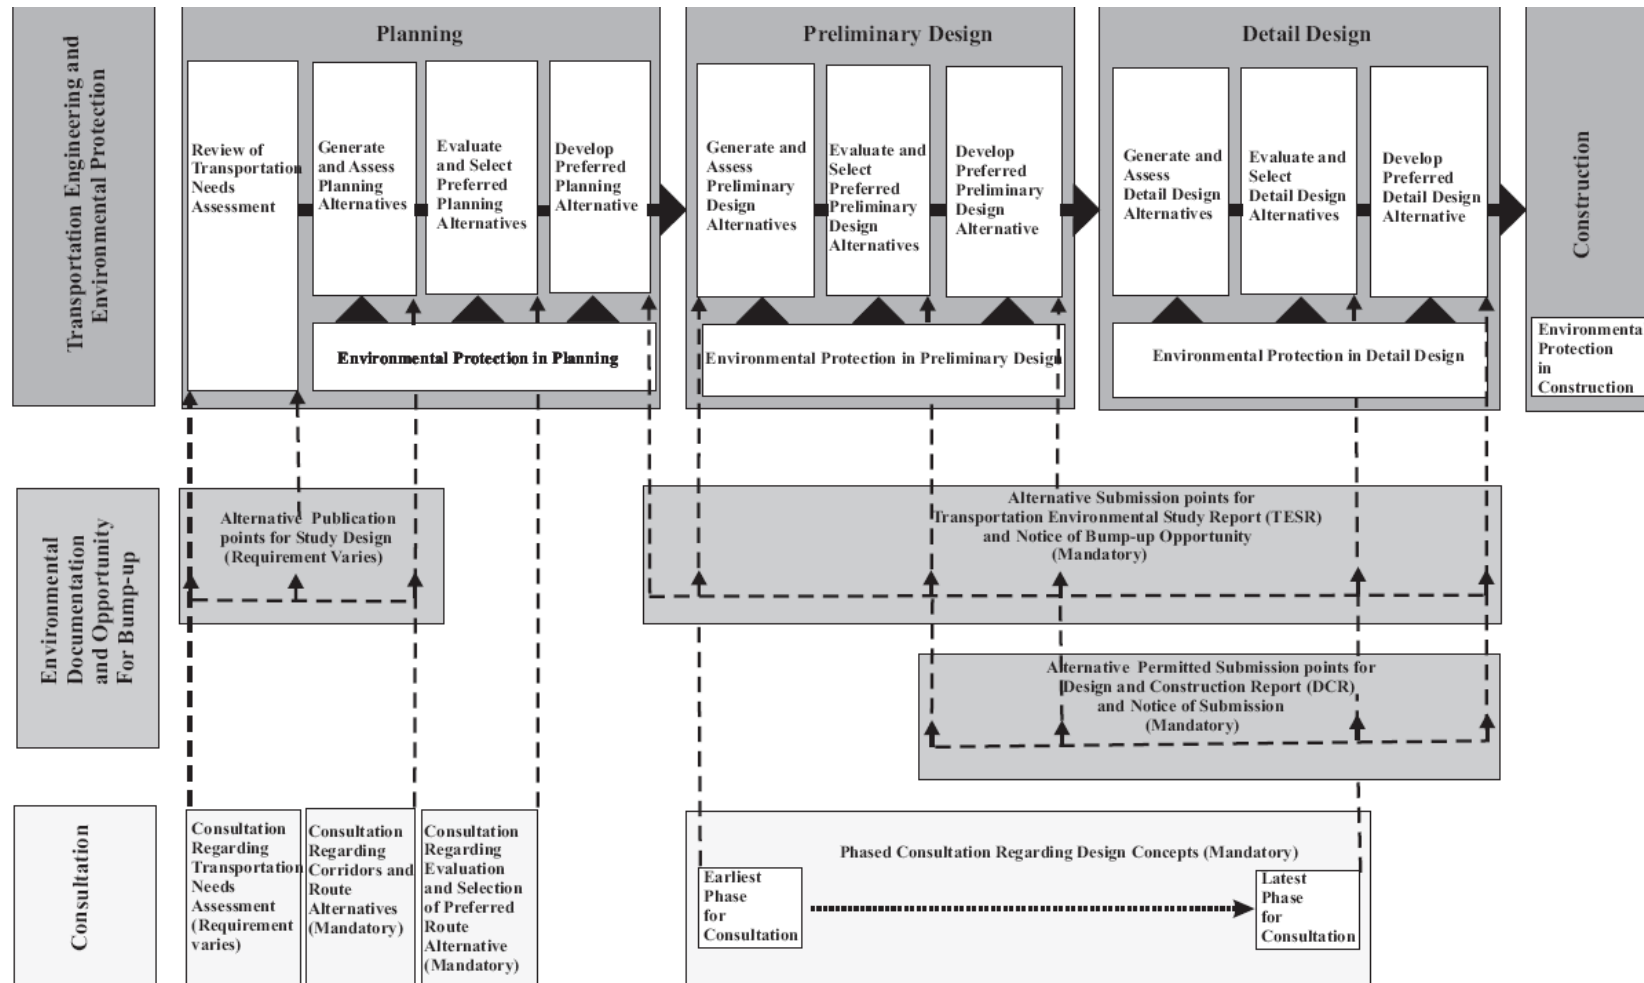 Transportation Engineering and
Environmental Protection
Planning
Review of
Transportation
Needs
Assessment
Generate
and Assess
Planning
Alternatives
Evaluate
and Select
Preferred
Planning
Alternatives
Develop
Preferred
Planning
Alternative
Environmental Protection in Planning
Preliminary Design
Generate and
Assess
Preliminary
Design
Alternatives
Evaluate and
Select
Preferred
Preliminary
Design
Alternatives
Develop
Preferred
Preliminary
Design
Alternative
Environmental Protection in Preliminary Design
Detail Design
Generate and
Assess
Detail Design
Alternatives
Evaluate and
Select
Detail Design
Alternatives
Develop
Preferred
Detail Design
Alternative
Environmental Protection in Detail Design
Construction
Environmenta
Protection
in
Construction
Environmental
Documentation
and Opportunity
For Bump-up
Alternative Publication
points for Study Design
(Requirement Varies)
Alternative Submission points for
Transportation Environmental Study Report (TESR)
and Notice of Bump-up Opportunity
(Mandatory)
Alternative Permitted Submission points for
Design and Construction Report (DCR)
and Notice of Submission
(Mandatory)
Consultation
Consultation
Regarding
Transportation
Needs
Assessment
(Requirement
varies)
Consultation
Regarding
Corridors and
Route
Alternatives
(Mandatory)
Consultation
Regarding
Evaluation
and Selection
of Preferred
Route
Alternative
(Mandatory)
Phased Consultation Regarding Design Concepts (Mandatory)
Earliest
Phase
for
Consultation
Latest
Phase
for
Consultation